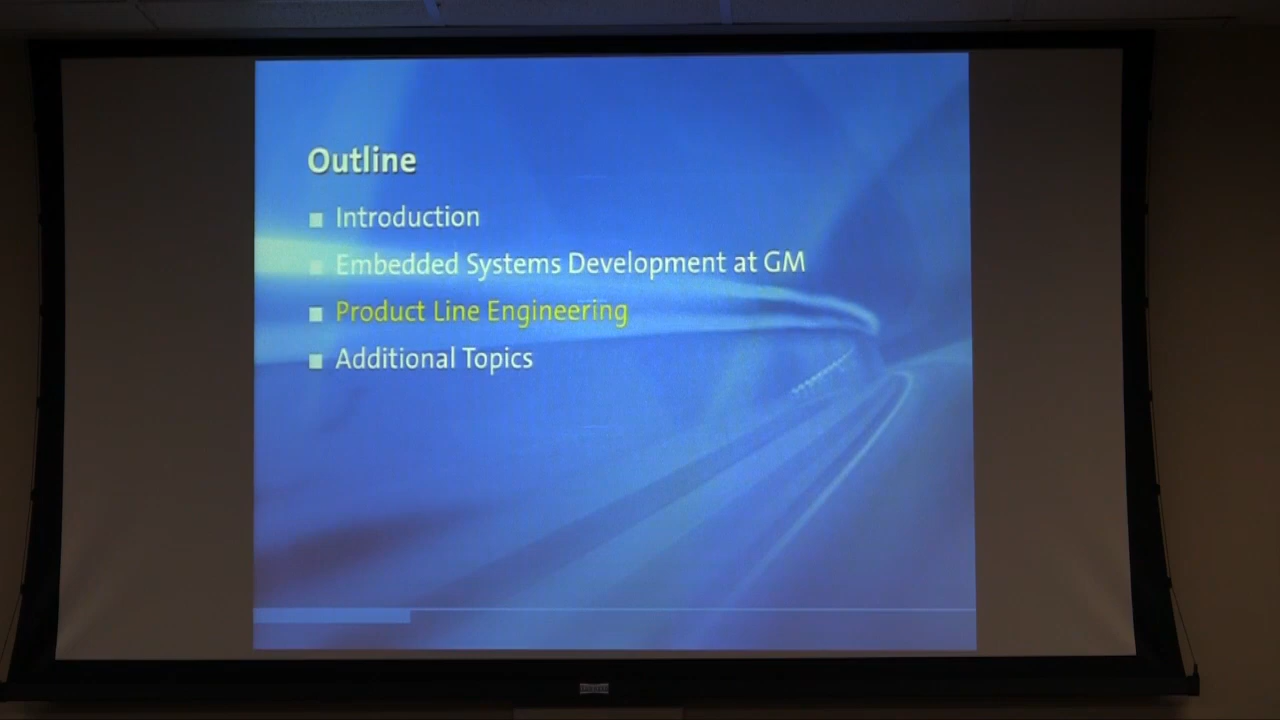 Outline
Introduction
Embedded Systems Development at GM
Product Line Engineering
Additional Topics